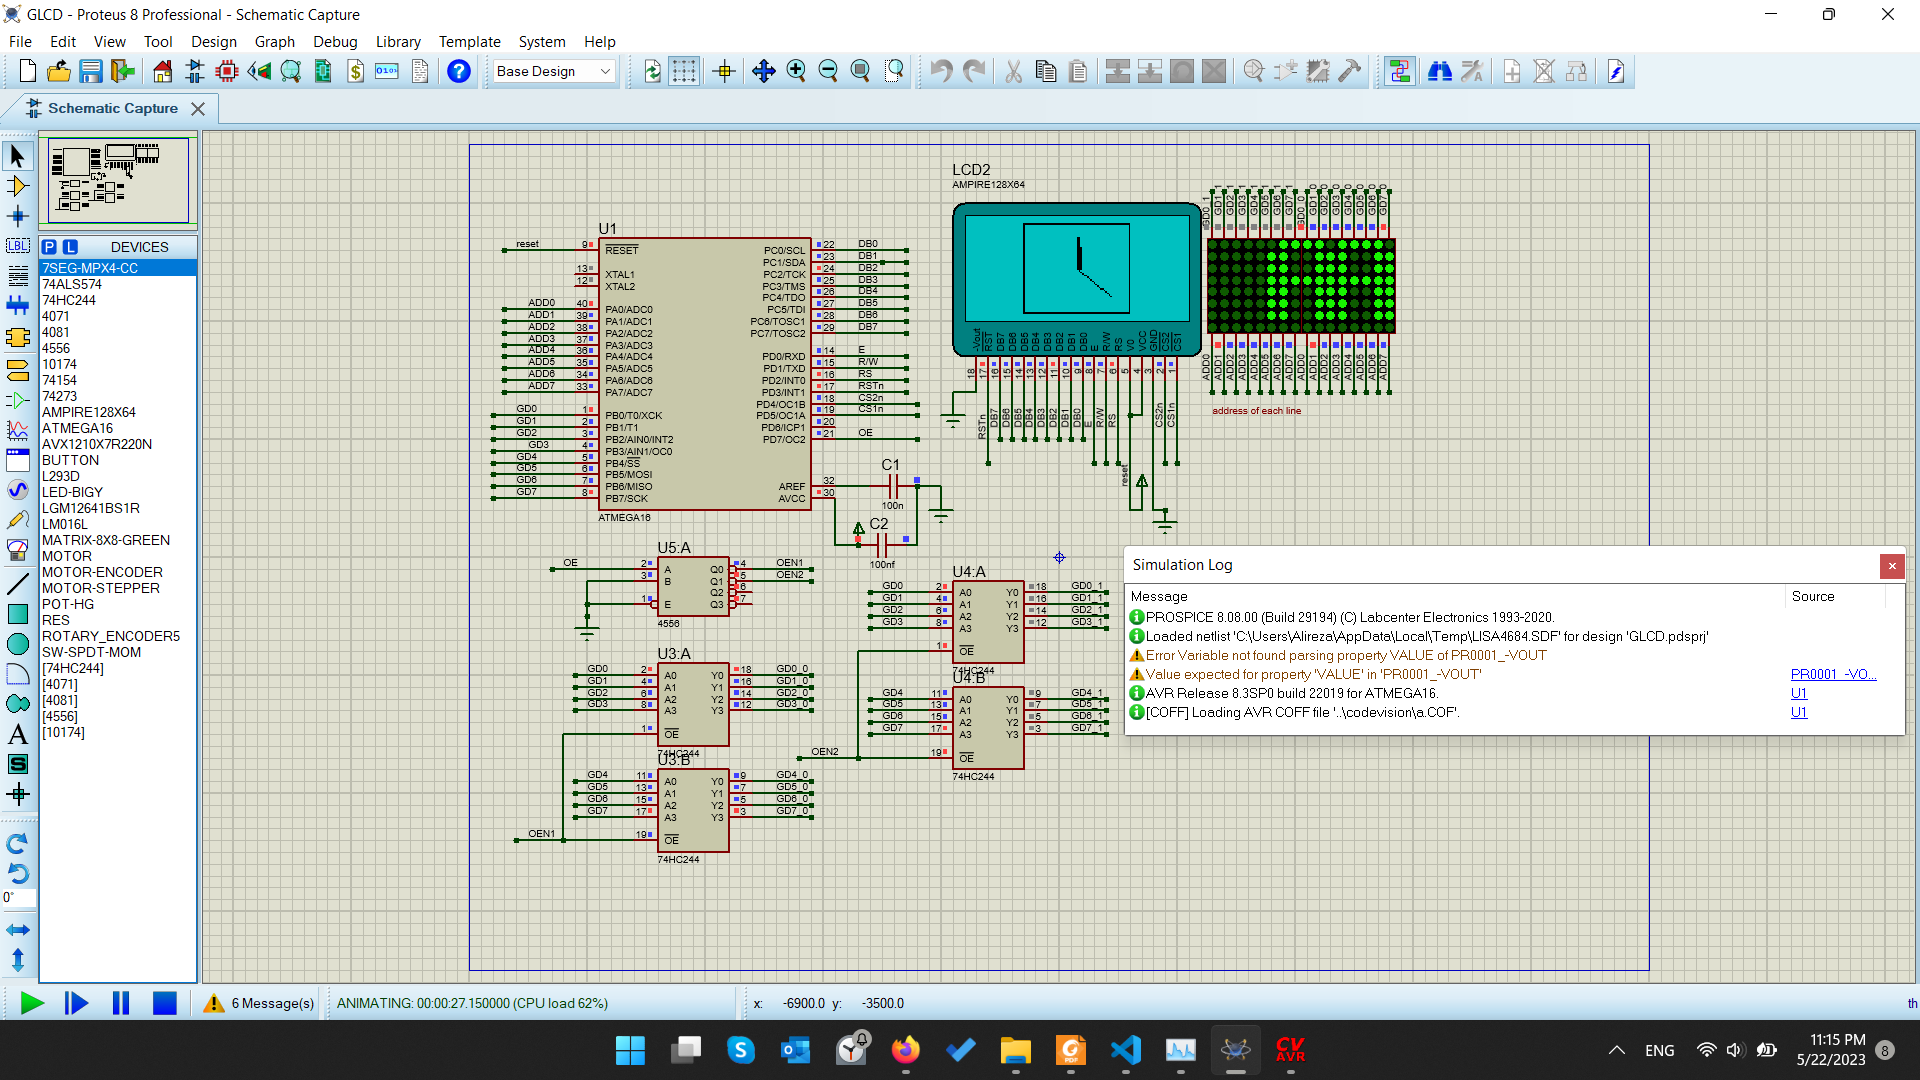 GLCD - Proteus 8 Professional - Schematic Capture
File Edit View Tool Design Graph Debug Library Template System Help
Base Design
Schematic Capture
P L DEVICES
7SEG-MPX4-CC
74ALS574
74HC244
4071
4081
4556
10174
74154
74273
AMPIRE128X64
ATMEGA16
AVX1210X7R220N
BUTTON
L293D
LED-BIGY
LGM12641BS1R
LM016L
MATRIX-8X8-GREEN
MOTOR
MOTOR-ENCODER
MOTOR-STEPPER
POT-HG
RES
ROTARY_ENCODER5
SW-SPDT-MOM
[74HC244]
[4071]
[4081]
[4556]
[10174]
LBL
0°
U1
reset 9 RESET
13 XTAL1
12 XTAL2
ADD0 40 PA0/ADC0
ADD1 39 PA1/ADC1
ADD2 38 PA2/ADC2
ADD3 37 PA3/ADC3
ADD4 36 PA4/ADC4
ADD5 35 PA5/ADC5
ADD6 34 PA6/ADC6
ADD7 33 PA7/ADC7
GD0 1 PB0/T0/XCK
GD1 2 PB1/T1
GD2 3 PB2/AIN0/INT2
GD3 4 PB3/AIN1/OC0
GD4 5 PB4/SS
GD5 6 PB5/MOSI
GD6 7 PB6/MISO
GD7 8 PB7/SCK
PC0/SCL 22 DB0
PC1/SDA 23 DB1
PC2/TCK 24 DB2
PC3/TMS 25 DB3
PC4/TDO 26 DB4
PC5/TDI 27 DB5
PC6/TOSC1 28 DB6
PC7/TOSC2 29 DB7
PD0/RXD 14 E
PD1/TXD 15 R/W
PD2/INT0 16 RS
PD3/INT1 17 RSTn
PD4/OC1B 18 CS2n
PD5/OC1A 19 CS1n
PD6/ICP1 20
PD7/OC2 21 OE
AREF 32
AVCC 30
ATMEGA16
C1
100n
C2
100nf
LCD2
AMPIRE128X64
-Vout RST DB7 DB6 DB5 DB4 DB3 DB2 DB1 DB0 E R/W RS V0 VCC GND CS2 CS1
18 17 16 15 14 13 12 11 10 9 8 7 6 5 4 3 2 1
RSTn DB7 DB6 DB5 DB4 DB3 DB2 DB1 DB0 E R/W RS CS2n CS1n
reset
GD0_1 GD1_1 GD2_1 GD3_1 GD4_1 GD5_1 GD6_1 GD7_1 GD0_0 GD1_0 GD2_0 GD3_0 GD4_0 GD5_0 GD6_0 GD7_0
ADD0 ADD1 ADD2 ADD3 ADD4 ADD5 ADD6 ADD7 ADD0 ADD1 ADD2 ADD3 ADD4 ADD5 ADD6 ADD7
address of each line
U5:A
OE 2 A Q0 4 OEN1
3 B Q1 5 OEN2
Q2 6
1 E Q3 7
4556
U3:A
GD0 2 A0 Y0 18 GD0_0
GD1 4 A1 Y1 16 GD1_0
GD2 6 A2 Y2 14 GD2_0
GD3 8 A3 Y3 12 GD3_0
1 OE
74HC244
U3:B
GD4 11 A0 Y0 9 GD4_0
GD5 13 A1 Y1 7 GD5_0
GD6 15 A2 Y2 5 GD6_0
GD7 17 A3 Y3 3 GD7_0
OEN1 19 OE
74HC244
U4:A
GD0 2 A0 Y0 18 GD0_1
GD1 4 A1 Y1 16 GD1_1
GD2 6 A2 Y2 14 GD2_1
GD3 8 A3 Y3 12 GD3_1
1 OE
74HC244
U4:B
GD4 11 A0 Y0 9 GD4_1
GD5 13 A1 Y1 7 GD5_1
GD6 15 A2 Y2 5 GD6_1
GD7 17 A3 Y3 3 GD7_1
OEN2 19 OE
74HC244
Simulation Log
Message Source
PROSPICE 8.08.00 (Build 29194) (C) Labcenter Electronics 1993-2020.
Loaded netlist 'C:\Users\Alireza\AppData\Local\Temp\LISA4684.SDF' for design 'GLCD.pdsprj'
Error Variable not found parsing property VALUE of PR0001_-VOUT
Value expected for property 'VALUE' in 'PR0001_-VOUT' PR0001_-VO...
AVR Release 8.3SP0 build 22019 for ATMEGA16. U1
[COFF] Loading AVR COFF file '..\codevision\a.COF'. U1
6 Message(s) ANIMATING: 00:00:27.150000 (CPU load 62%) x: -6900.0 y: -3500.0 th
CV AVR
ENG
11:15 PM
5/22/2023 8